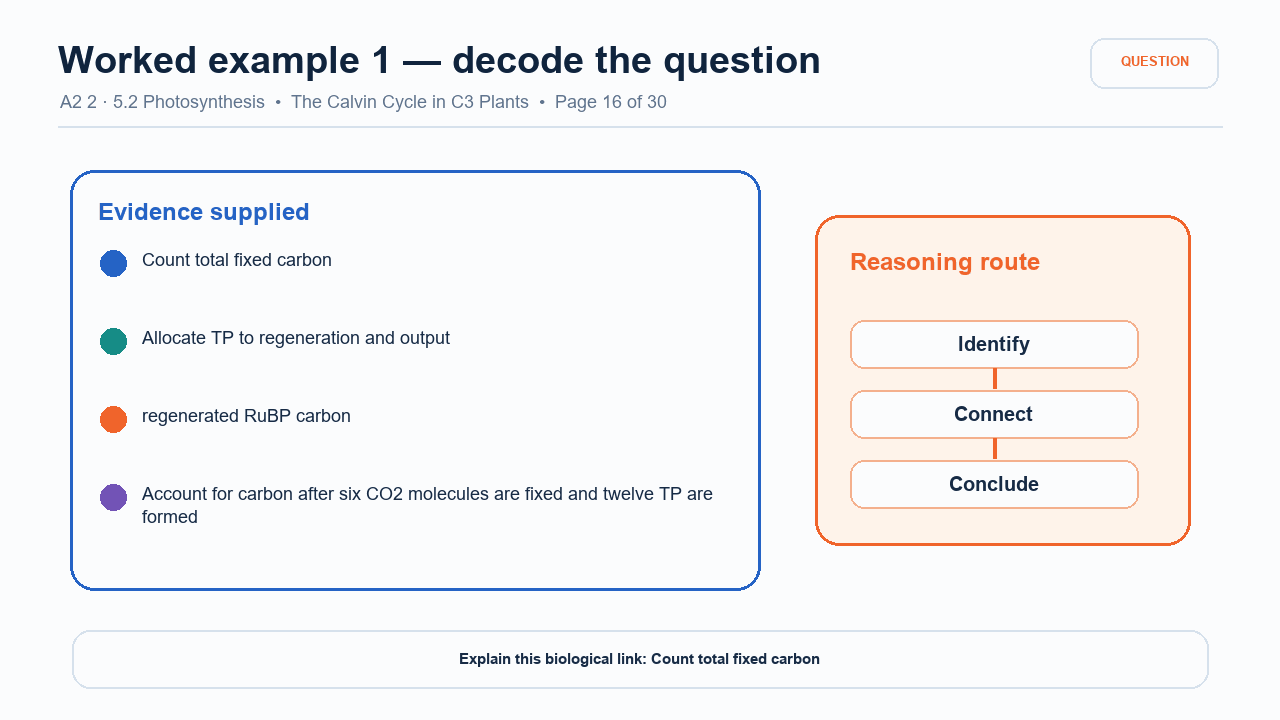 Worked example 1 — decode the question
QUESTION
A2 2 · 5.2 Photosynthesis • The Calvin Cycle in C3 Plants • Page 16 of 30
Evidence supplied
Count total fixed carbon
Allocate TP to regeneration and output
regenerated RuBP carbon
Account for carbon after six CO2 molecules are fixed and twelve TP are
formed
Reasoning route
Identify
Connect
Conclude
Explain this biological link: Count total fixed carbon